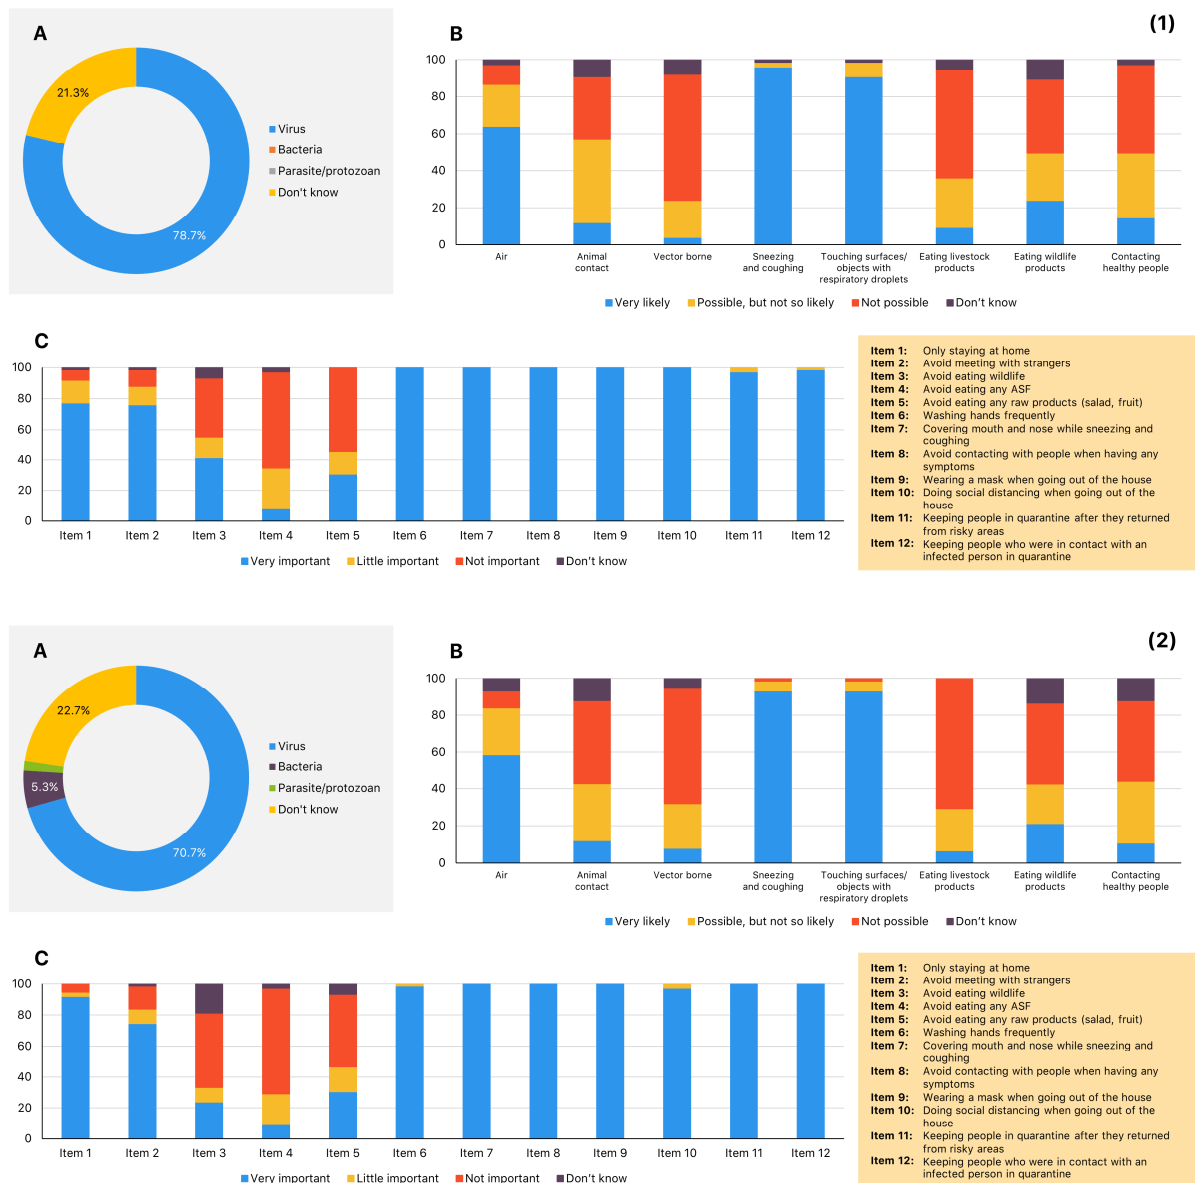 (1)
A
21.3%
78.7%
Virus
Bacteria
Parasite/protozoan
Don't know
B
100
80
60
40
20
0
Air
Animal
contact
Vector borne
Sneezing
and coughing
Touching surfaces/
objects with
respiratory droplets
Eating livestock
products
Eating wildlife
products
Contacting
healthy people
Very likely
Possible, but not so likely
Not possible
Don't know
C
100
80
60
40
20
0
Item 1
Item 2
Item 3
Item 4
Item 5
Item 6
Item 7
Item 8
Item 9
Item 10
Item 11
Item 12
Very important
Little important
Not important
Don't know
Item 1: Only staying at home
Item 2: Avoid meeting with strangers
Item 3: Avoid eating wildlife
Item 4: Avoid eating any ASF
Item 5: Avoid eating any raw products (salad, fruit)
Item 6: Washing hands frequently
Item 7: Covering mouth and nose while sneezing and
coughing
Item 8: Avoid contacting with people when having any
symptoms
Item 9: Wearing a mask when going out of the house
Item 10: Doing social distancing when going out of the
house
Item 11: Keeping people in quarantine after they returned
from risky areas
Item 12: Keeping people who were in contact with an
infected person in quarantine
(2)
A
22.7%
5.3%
70.7%
Virus
Bacteria
Parasite/protozoan
Don't know
B
100
80
60
40
20
0
Air
Animal
contact
Vector borne
Sneezing
and coughing
Touching surfaces/
objects with
respiratory droplets
Eating livestock
products
Eating wildlife
products
Contacting
healthy people
Very likely
Possible, but not so likely
Not possible
Don't know
C
100
80
60
40
20
0
Item 1
Item 2
Item 3
Item 4
Item 5
Item 6
Item 7
Item 8
Item 9
Item 10
Item 11
Item 12
Very important
Little important
Not important
Don't know
Item 1: Only staying at home
Item 2: Avoid meeting with strangers
Item 3: Avoid eating wildlife
Item 4: Avoid eating any ASF
Item 5: Avoid eating any raw products (salad, fruit)
Item 6: Washing hands frequently
Item 7: Covering mouth and nose while sneezing and
coughing
Item 8: Avoid contacting with people when having any
symptoms
Item 9: Wearing a mask when going out of the house
Item 10: Doing social distancing when going out of the
house
Item 11: Keeping people in quarantine after they returned
from risky areas
Item 12: Keeping people who were in contact with an
infected person in quarantine